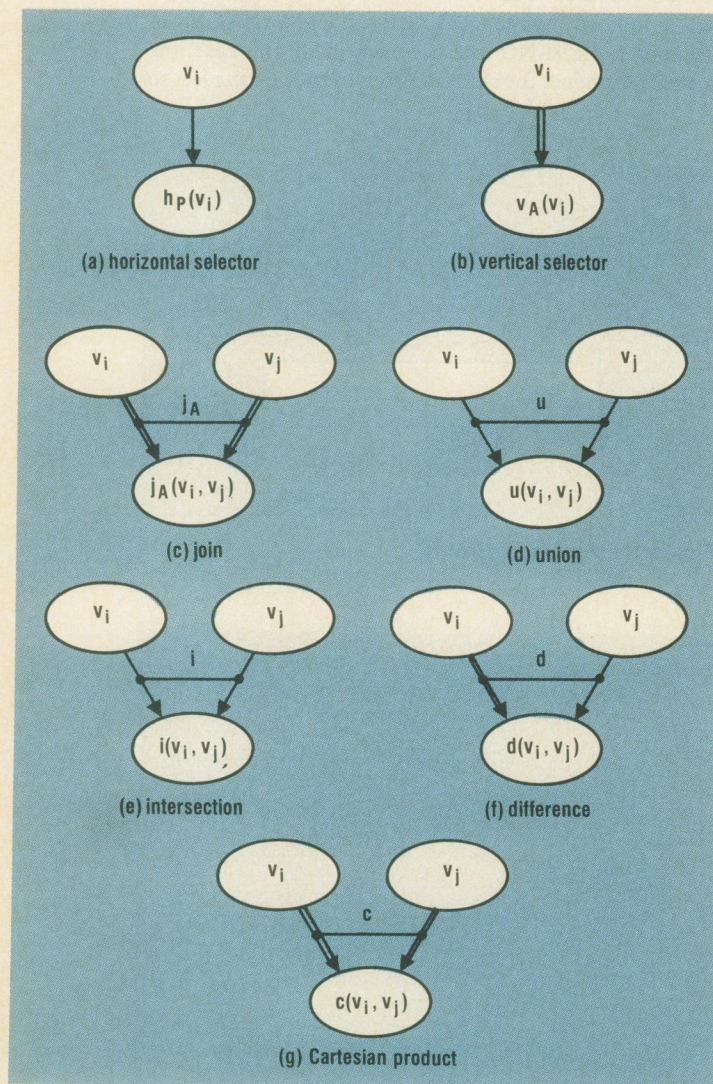 v_i
v_i
h_P(v_i)
v_A(v_i)
(a) horizontal selector
(b) vertical selector
v_i
v_j
j_A
j_A(v_i, v_j)
(c) join
v_i
v_j
u
u(v_i, v_j)
(d) union
v_i
v_j
i
i(v_i, v_j)
(e) intersection
v_i
v_j
d
d(v_i, v_j)
(f) difference
v_i
v_j
c
c(v_i, v_j)
(g) Cartesian product